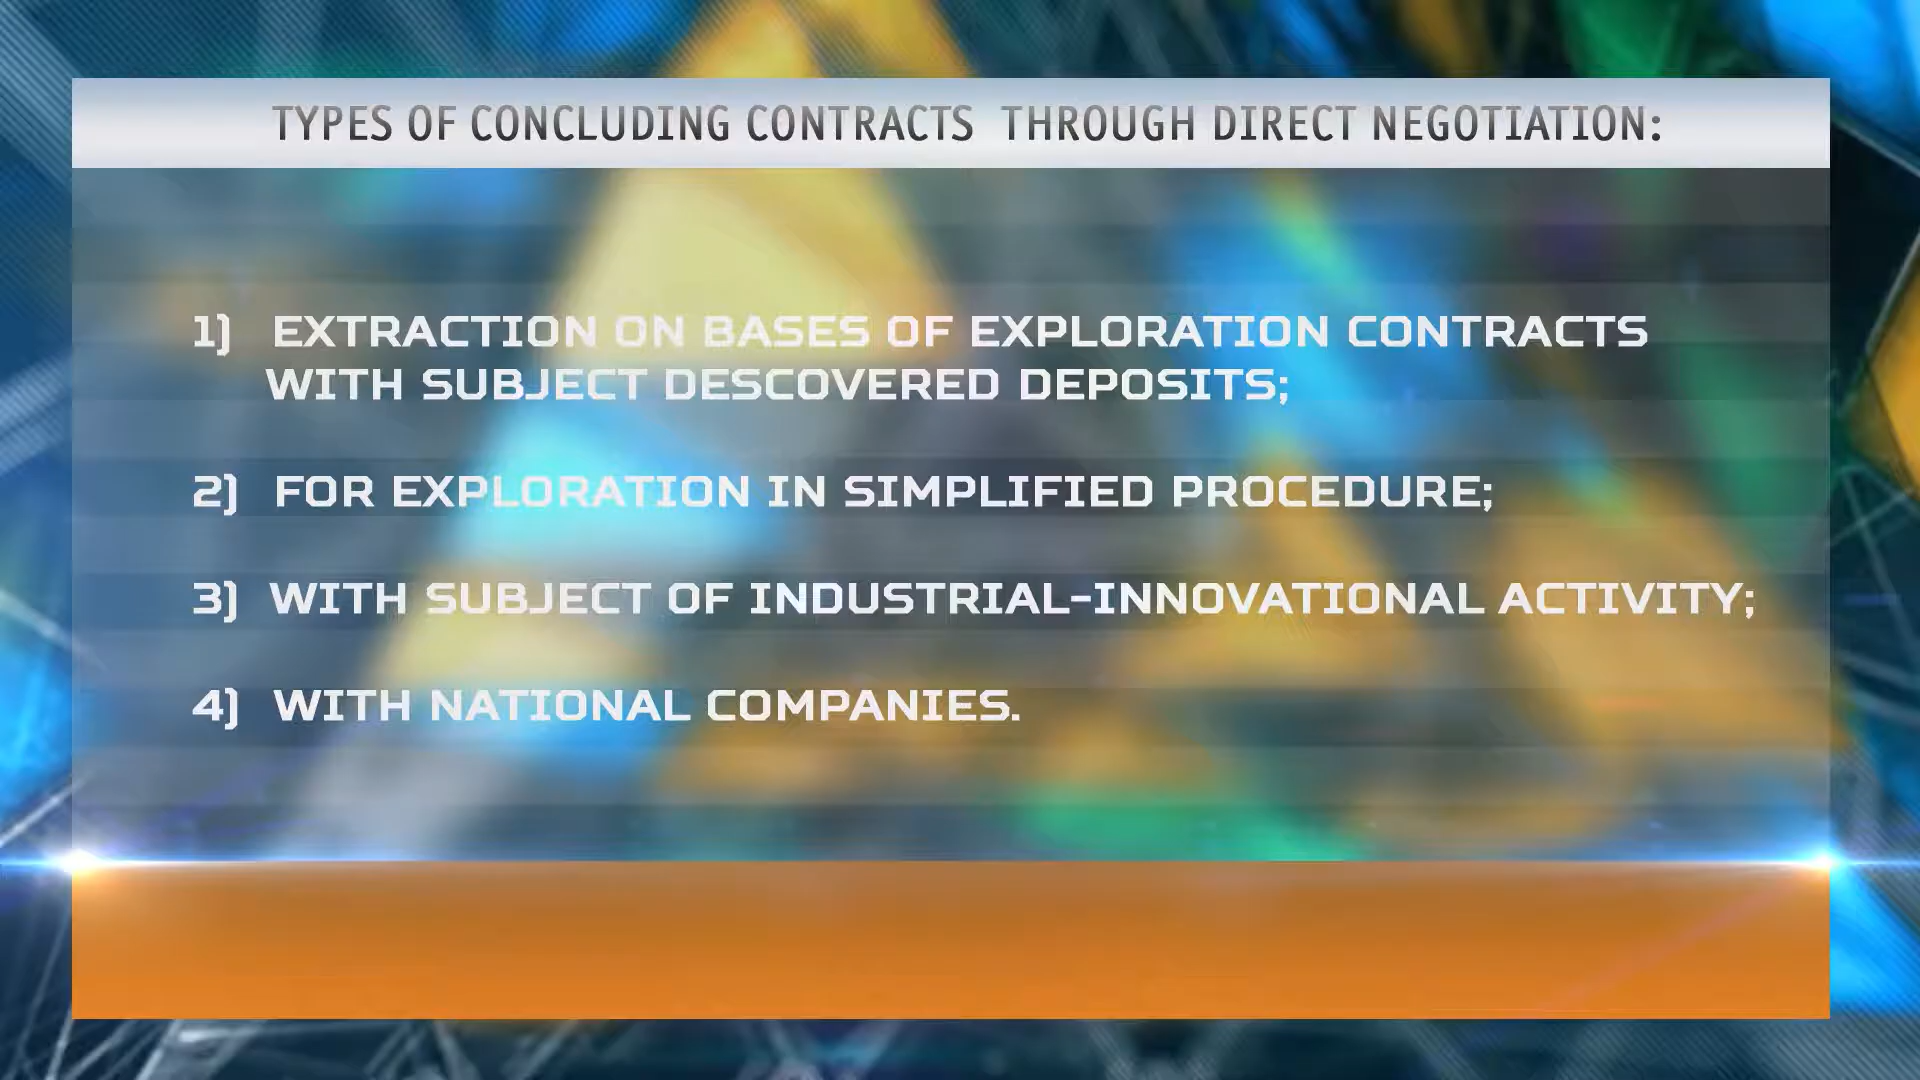 TYPES OF CONCLUDING CONTRACTS THROUGH DIRECT NEGOTIATION:
1) EXTRACTION ON BASES OF EXPLORATION CONTRACTS
WITH SUBJECT DESCOVERED DEPOSITS;
2) FOR EXPLORATION IN SIMPLIFIED PROCEDURE;
3) WITH SUBJECT OF INDUSTRIAL-INNOVATIONAL ACTIVITY;
4) WITH NATIONAL COMPANIES.